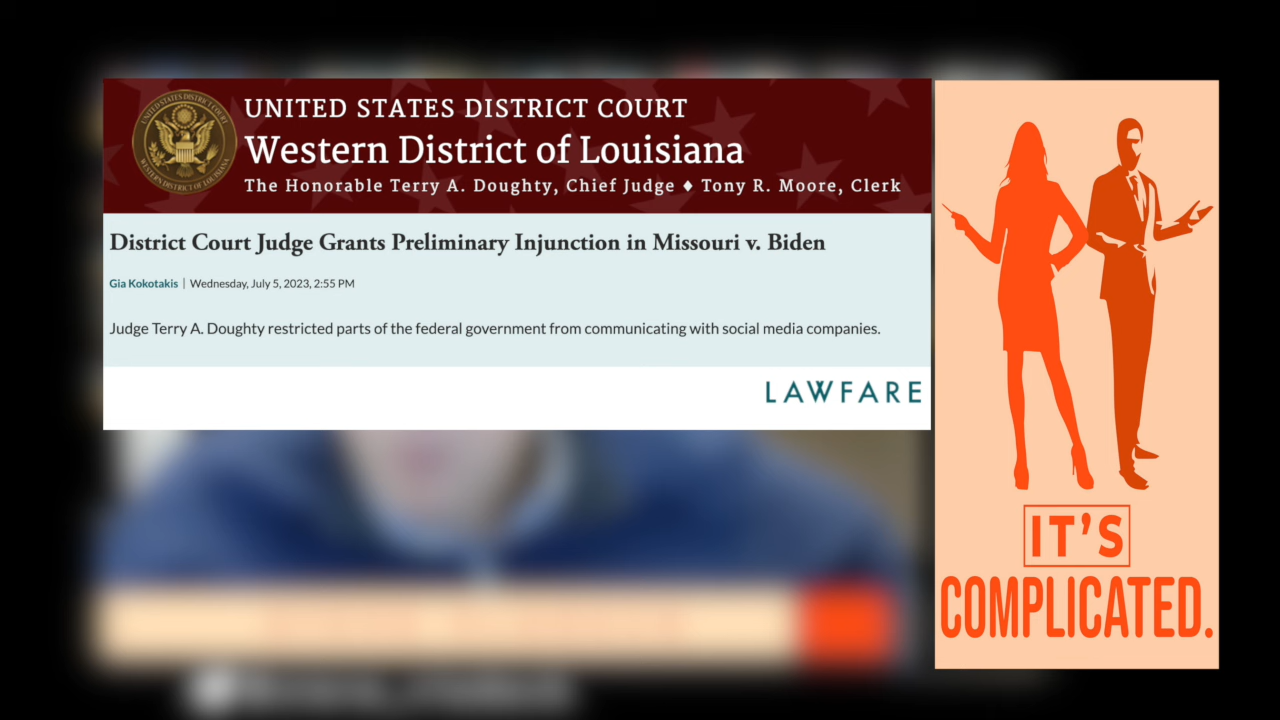 UNITED STATES DISTRICT COURT
Western District of Louisiana
The Honorable Terry A. Doughty, Chief Judge ♦ Tony R. Moore, Clerk
District Court Judge Grants Preliminary Injunction in Missouri v. Biden
Gia Kokotakis | Wednesday, July 5, 2023, 2:55 PM
Judge Terry A. Doughty restricted parts of the federal government from communicating with social media companies.
LAWFARE
IT'S
COMPLICATED.